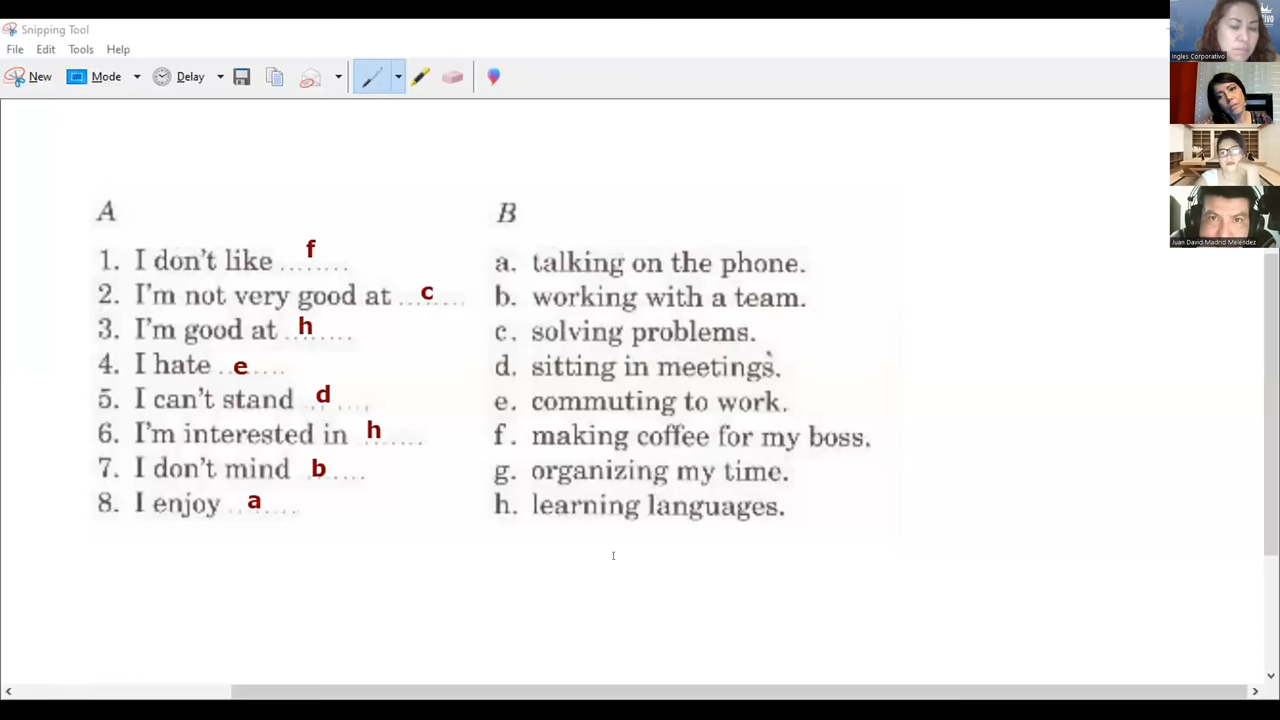 Snipping Tool
File Edit Tools Help
New Mode Delay
A
1. I don't like ........ f
2. I'm not very good at ........ c
3. I'm good at ........ h
4. I hate ........ e
5. I can't stand ........ d
6. I'm interested in ........ h
7. I don't mind ........ b
8. I enjoy ........ a
B
a. talking on the phone.
b. working with a team.
c. solving problems.
d. sitting in meetings.
e. commuting to work.
f. making coffee for my boss.
g. organizing my time.
h. learning languages.
Ingles Corporativo
Juan David Madrid Meléndez